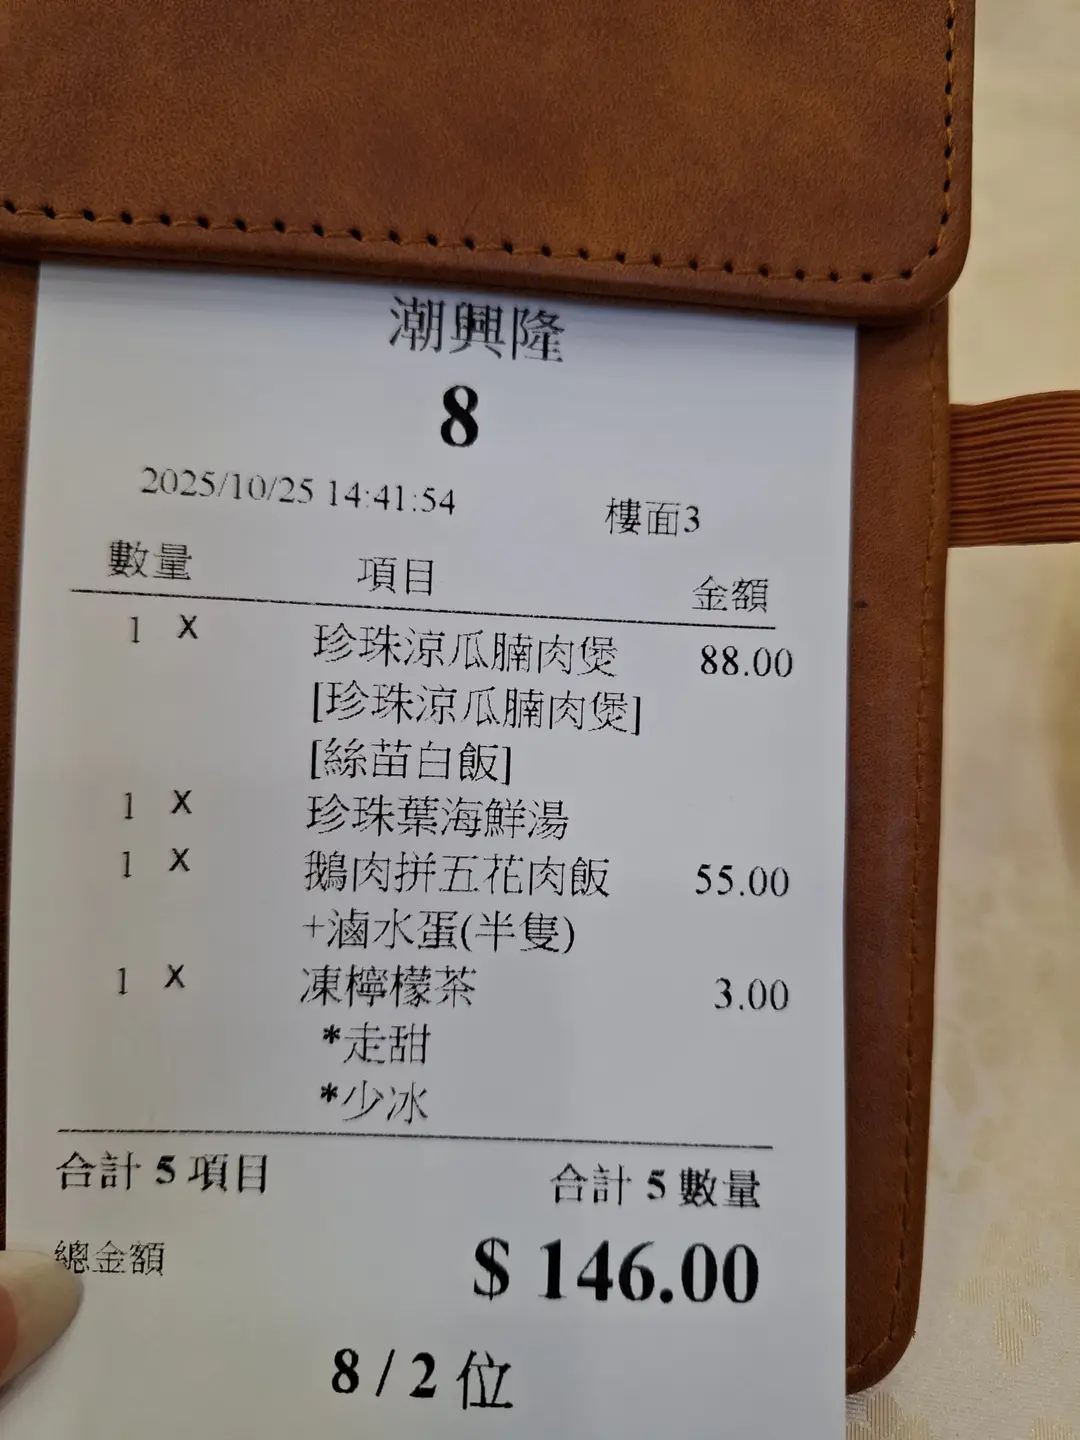 潮興隆
8
2025/10/25 14:41:54 樓面3
數量 項目 金額
1 X 珍珠涼瓜腩肉煲 88.00
[珍珠涼瓜腩肉煲]
[絲苗白飯]
1 X 珍珠葉海鮮湯
1 X 鵝肉拼五花肉飯 55.00
+滷水蛋(半隻)
1 X 凍檸檬茶 3.00
*走甜
*少冰
合計 5 項目 合計 5 數量
總金額 $ 146.00
8 / 2 位